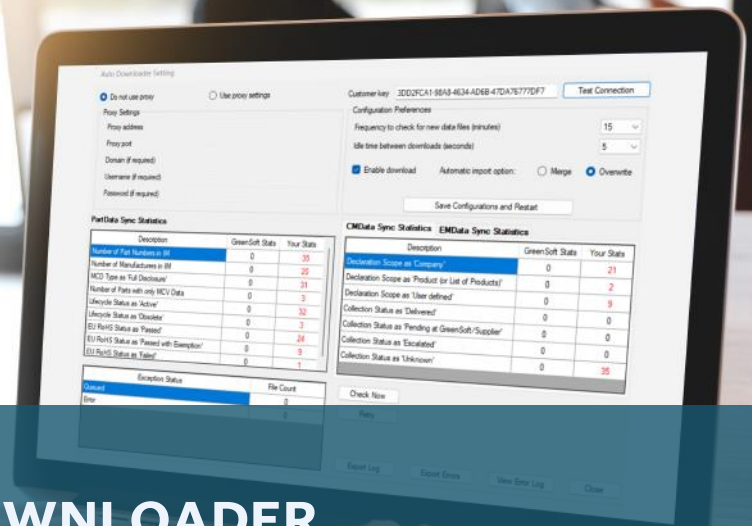 Auto Downloader Setting
Do not use proxy Use proxy settings
Proxy Settings
Proxy address
Proxy port
Domain (if required)
Username (if required)
Password (if required)
Customer key 3DD2FCA1-98A8-4634-AD6B-47DA76777DF7 Test Connection
Configuration Preferences
Frequency to check for new data files (minutes) 15
Idle time between downloads (seconds) 5
Enable download Automatic import option: Merge Overwrite
Save Configurations and Restart
PartData Sync Statistics
Description GreenSoft Stats Your Stats
Number of Part Numbers in IM 0 35
Number of Manufacturers in IM 0 20
MCD Type as 'Full Disclosure' 0 31
Number of Parts with only MCV Data 0 3
Lifecycle Status as 'Active' 0 32
Lifecycle Status as 'Obsolete' 0 3
EU RoHS Status as 'Passed' 0 24
EU RoHS Status as 'Passed with Exemption' 0 9
EU RoHS Status as 'Failed' 0 1
CMData Sync Statistics EMData Sync Statistics
Description GreenSoft Stats Your Stats
Declaration Scope as 'Company' 0 21
Declaration Scope as 'Product (or List of Products)' 0 2
Declaration Scope as 'User defined' 0 9
Collection Status as 'Delivered' 0 0
Collection Status as 'Pending at GreenSoft/Supplier' 0 0
Collection Status as 'Escalated' 0 0
Collection Status as 'Unknown' 0 35
Exception Status File Count
Queued 0
Error 0
Check Now
Retry
Export Log Export Errors View Error Log Close
WNLOADER